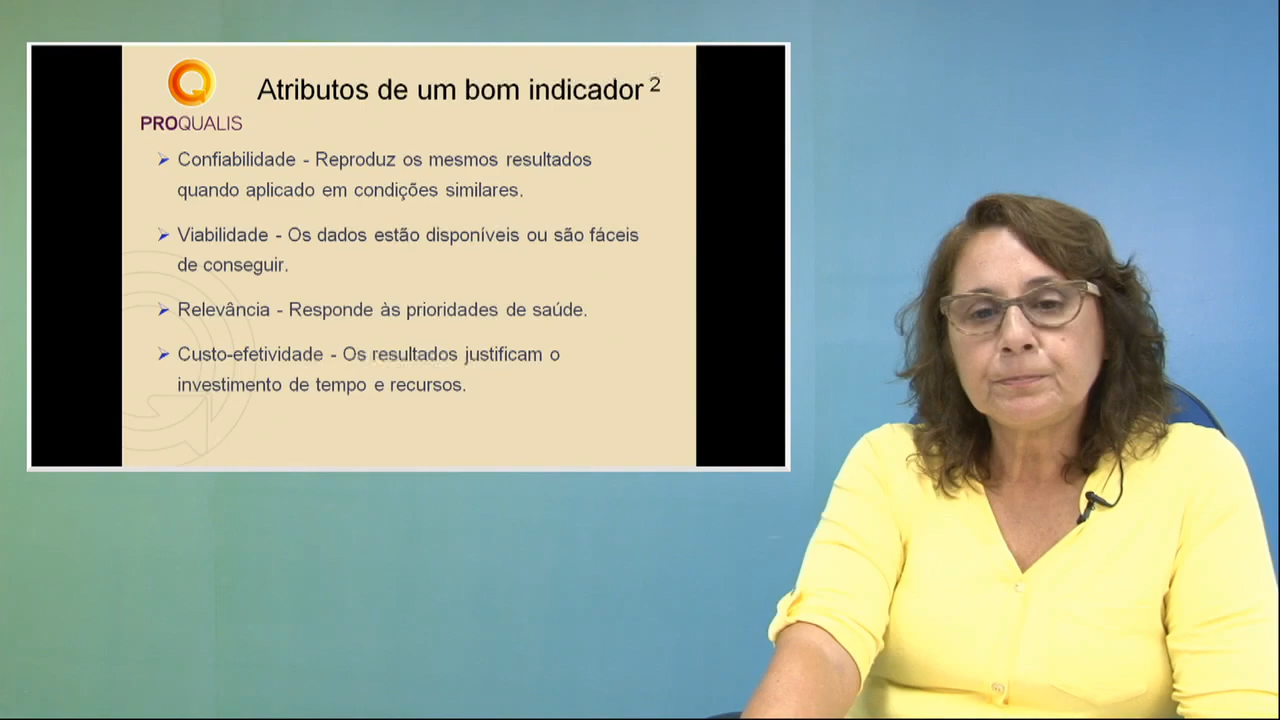 Atributos de um bom indicador 2
PROQUALIS
Confiabilidade - Reproduz os mesmos resultados
quando aplicado em condições similares.
Viabilidade - Os dados estão disponíveis ou são fáceis
de conseguir.
Relevância - Responde às prioridades de saúde.
Custo-efetividade - Os resultados justificam o
investimento de tempo e recursos.